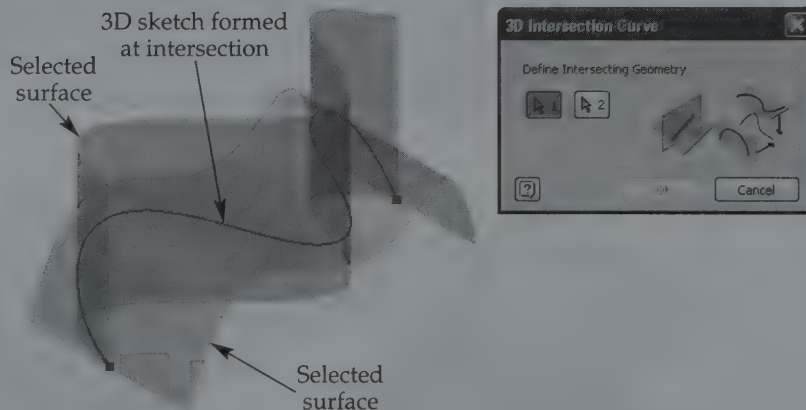 3D sketch formed
at intersection
Selected
surface
Selected
surface
3D Intersection Curve
Define Intersecting Geometry
1
2
?
Cancel